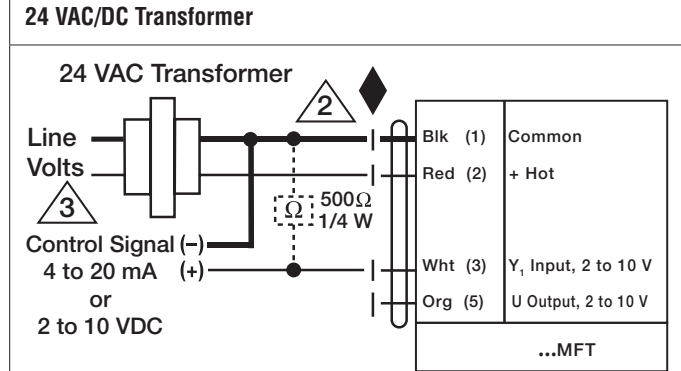 24 VAC/DC Transformer
24 VAC Transformer
2
Line
Volts
3
Blk (1) Common
Red (2) + Hot
Ω
500Ω
1/4 W
Control Signal (−)
4 to 20 mA (+)
or
2 to 10 VDC
Wht (3) Y₁ Input, 2 to 10 V
Org (5) U Output, 2 to 10 V
...MFT